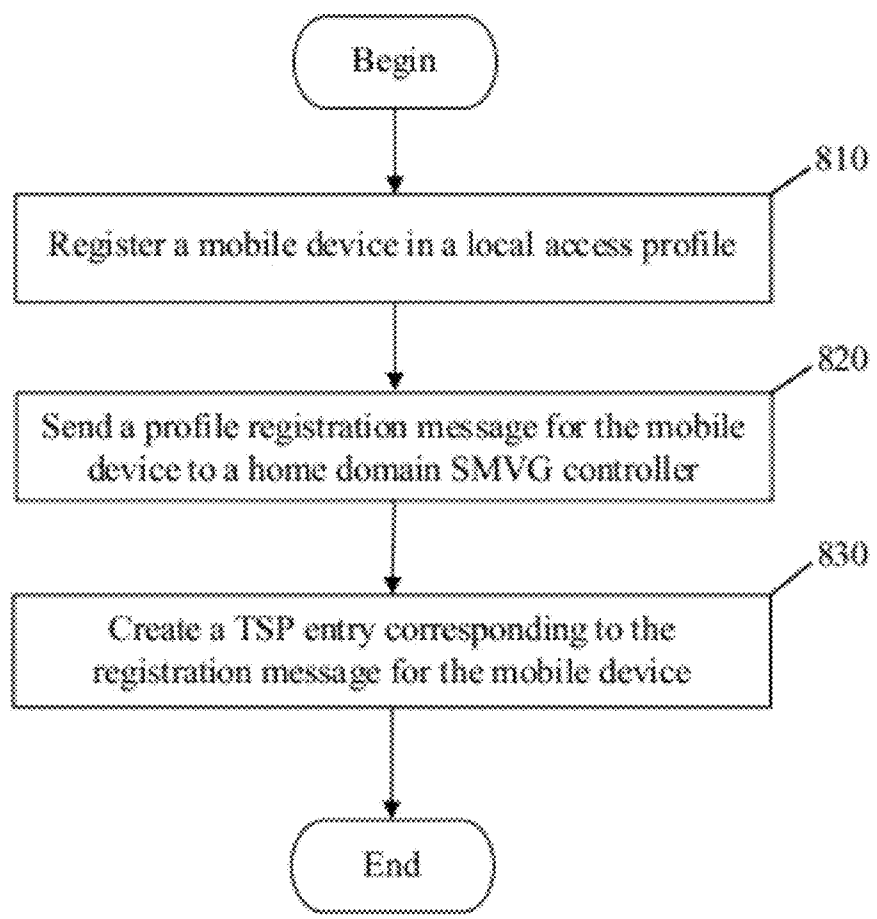 Begin
810
Register a mobile device in a local access profile
820
Send a profile registration message for the mobile
device to a home domain SMVG controller
830
Create a TSP entry corresponding to the
registration message for the mobile device
End